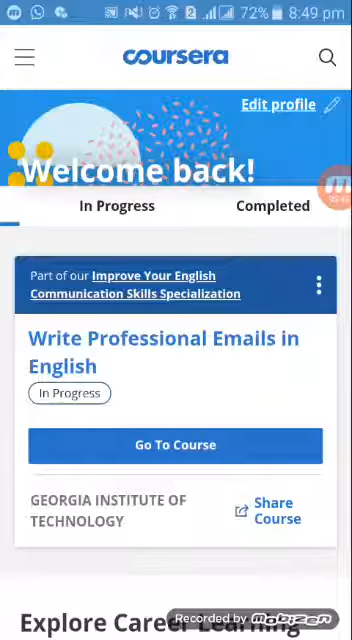 72% 8:49 pm
coursera
Edit profile
Welcome back!
In Progress
Completed
Part of our Improve Your English
Communication Skills Specialization
Write Professional Emails in
English
In Progress
Go To Course
GEORGIA INSTITUTE OF
TECHNOLOGY
Share
Course
Explore Career Learning
Recorded by mobizen